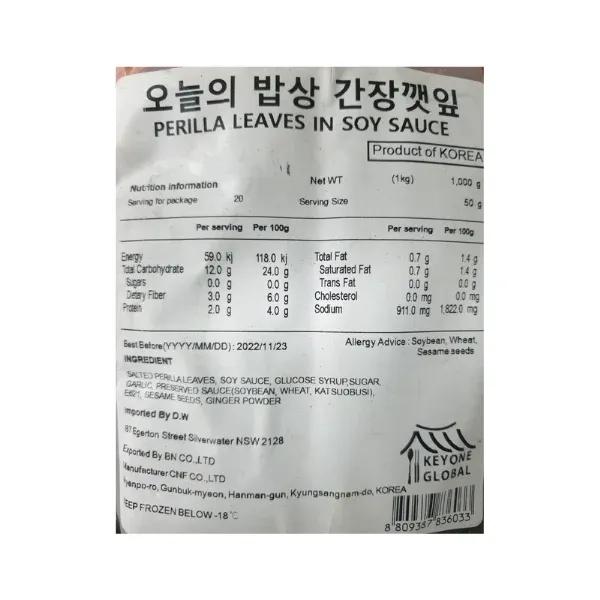 오늘의 밥상 간장깻잎
PERILLA LEAVES IN SOY SAUCE
Product of KOREA
Nutrition information Net WT (1kg) 1,000 g
Serving for package 20 Serving Size 50 g
Per serving Per 100g Per serving Per 100g
Energy 59.0 kj 118.0 kj Total Fat 0.7 g 1.4 g
Total Carbohydrate 12.0 g 24.0 g Saturated Fat 0.7 g 1.4 g
Sugars 0.0 g 0.0 g Trans Fat 0.0 g 0.0 g
Dietary Fiber 3.0 g 6.0 g Cholesterol 0.0 mg 0.0 mg
Protein 2.0 g 4.0 g Sodium 911.0 mg 1,822.0 mg
Best Before(YYYY/MM/DD): 2022/11/23 Allergy Advice: Soybean, Wheat,
Sesame seeds
INGREDIENT
SALTED PERILLA LEAVES, SOY SAUCE, GLUCOSE SYRUP, SUGAR,
GARLIC, PRESERVED SAUCE(SOYBEAN, WHEAT, KATSUOBUSI),
E621, SESAME SEEDS, GINGER POWDER
Imported By D.W
87 Egerton Street Silverwater NSW 2128
Exported By BN CO.,LTD
Manufacturer CNF CO.,LTD
Gunbuk-myeon, Hanman-gun, Kyungsangnam-do, KOREA
KEEP FROZEN BELOW -18℃
KEYONE
GLOBAL
8 809387 836033